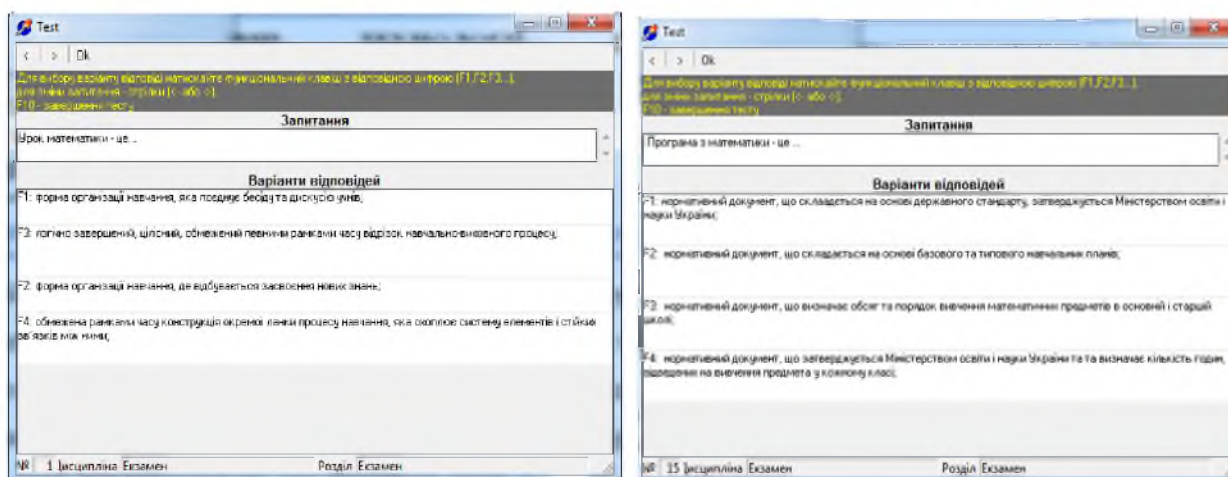 Test
< > Ok
Для вибору варіанту відповіді натискайте функціональний клавіш з відповідною цифрою (F1,F2,F3...),
для зміни запитання - стрілки [<- або ->].
F10 - завершення тесту
Запитання
Урок математики - це ...
Варіанти відповідей
F1: форма організації навчання, яка поєднує бесіду та дискусію учнів;
F3: логічно завершений, цілісний, обмежений певними рамками часу відрізок навчально-виховного процесу;
F2: форма організації навчання, де відбувається засвоєння нових знань;
F4: обмежена рамками часу конструкція окремої ланки процесу навчання, яка охоплює систему елементів і стійких
зв'язків між ними;
№ 1 Дисципліна Екзамен Розділ Екзамен
Test
< > Ok
Для вибору варіанту відповіді натискайте функціональний клавіш з відповідною цифрою (F1,F2,F3...),
для зміни запитання - стрілки [<- або ->].
F10 - завершення тесту
Запитання
Програма з математики - це ...
Варіанти відповідей
F1: нормативний документ, що складається на основі державного стандарту, затверджується Міністерством освіти і
науки України;
F2: нормативний документ, що складається на основі базового та типового навчальних планів;
F3: нормативний документ, що визначає обсяг та порядок вивчення математичних предметів в основній і старшій
школі;
F4: нормативний документ, що затверджується Міністерством освіти і науки України та та визначає кількість годин,
відведених на вивчення предмета у кожному класі;
№ 15 Дисципліна Екзамен Розділ Екзамен